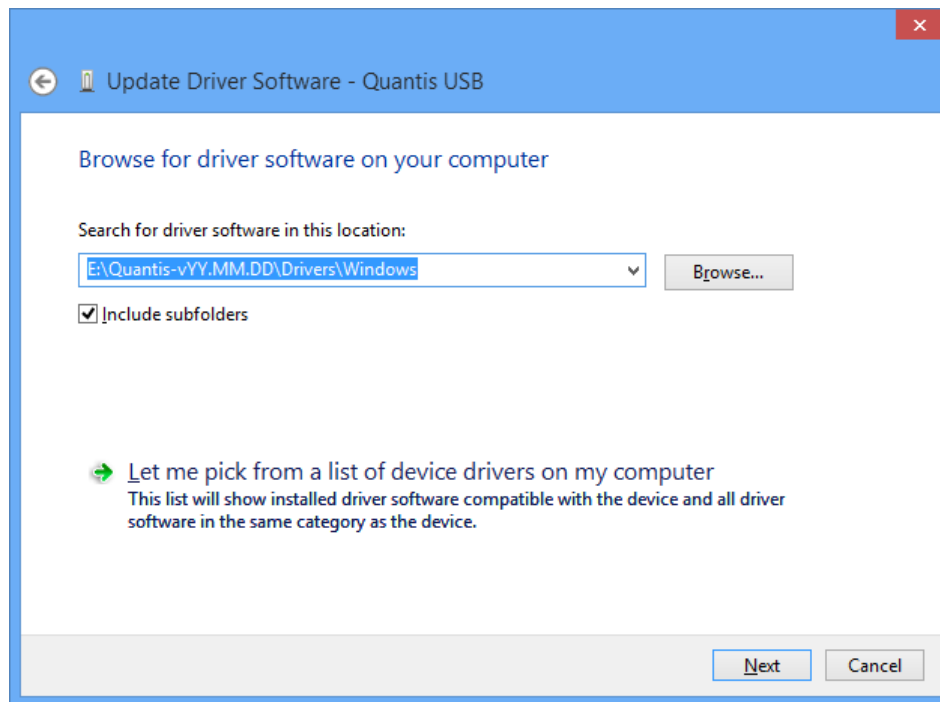 Update Driver Software - Quantis USB
Browse for driver software on your computer
Search for driver software in this location:
E:\Quantis-vYY.MM.DD\Drivers\Windows
Browse...
Include subfolders
Let me pick from a list of device drivers on my computer
This list will show installed driver software compatible with the device and all driver
software in the same category as the device.
Next
Cancel